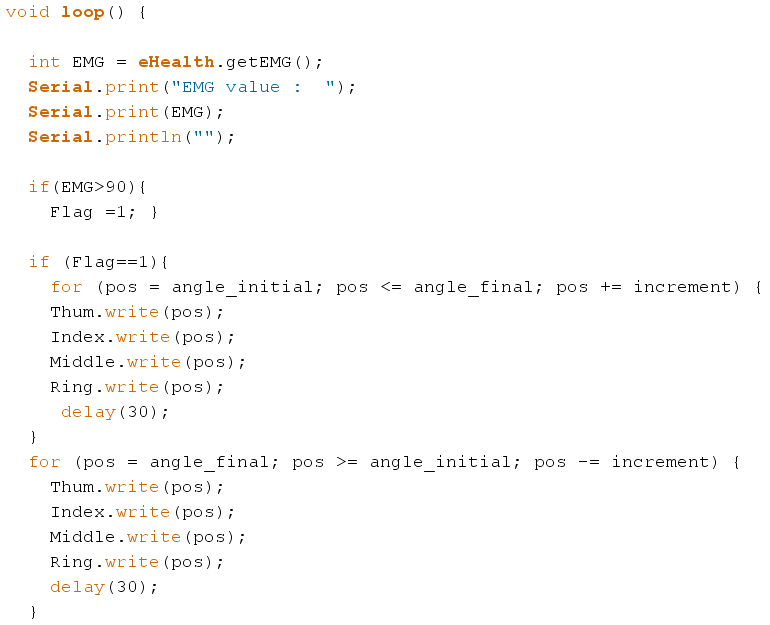 void loop() {
int EMG = eHealth.getEMG();
Serial.print("EMG value :  ");
Serial.print(EMG);
Serial.println("");
if(EMG>90){
Flag =1; }
if (Flag==1){
for (pos = angle_initial; pos <= angle_final; pos += increment) {
Thum.write(pos);
Index.write(pos);
Middle.write(pos);
Ring.write(pos);
delay(30);
}
for (pos = angle_final; pos >= angle_initial; pos -= increment) {
Thum.write(pos);
Index.write(pos);
Middle.write(pos);
Ring.write(pos);
delay(30);
}